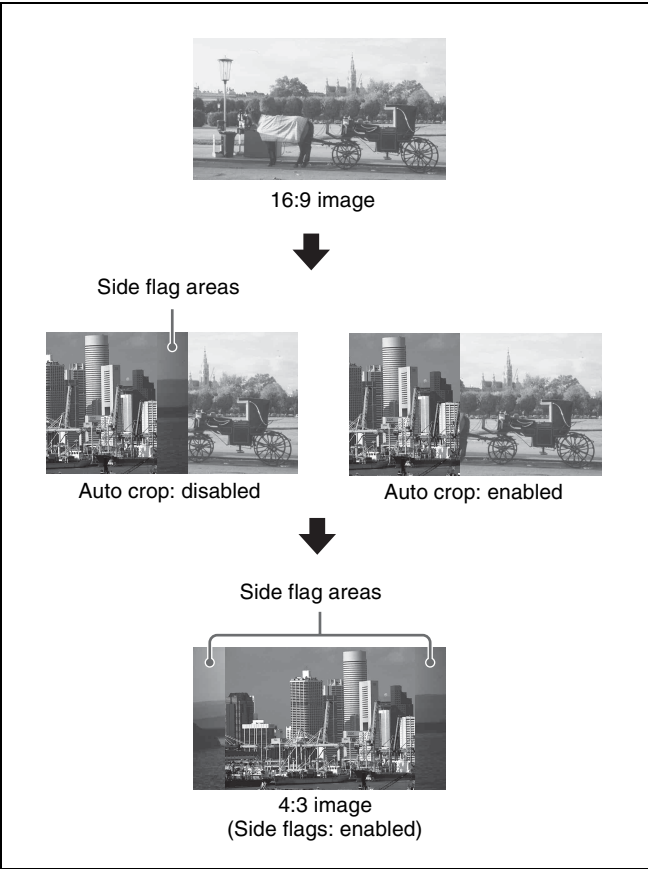 16:9 image
Side flag areas
Auto crop: disabled
Auto crop: enabled
Side flag areas
4:3 image
(Side flags: enabled)